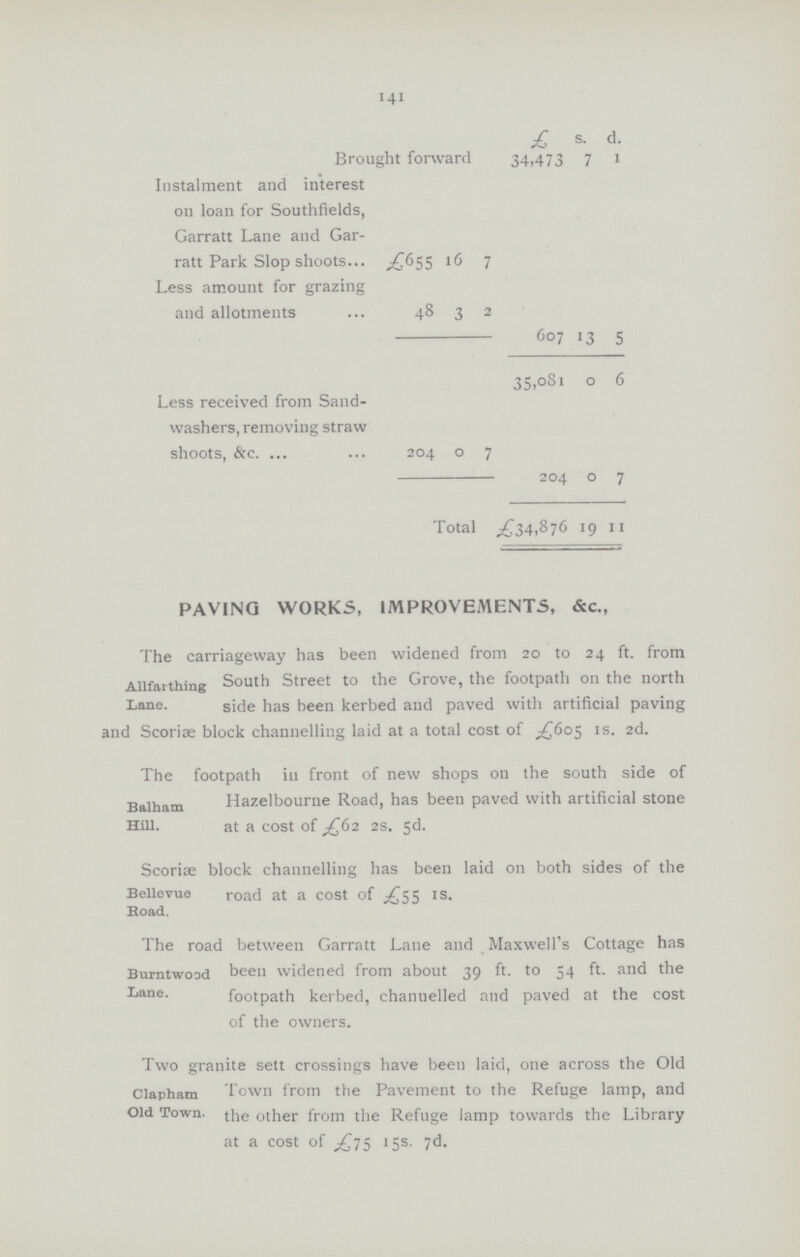 141
£ s. d.
Brought forward 34,473 7 1
Instalment and interest
on loan for Southfields,
Garratt Lane and Gar-
ratt Park Slop shoots... £655 16 7
Less amount for grazing
and allotments ... 48 3 2
607 13 5
35,081 0 6
Less received from Sand-
washers, removing straw
shoots, &c. ... ... 204 0 7
204 0 7
Total £34,876 19 11
PAVING WORKS, IMPROVEMENTS, &c.,
The carriageway has been widened from 20 to 24 ft. from
Allfarthing South Street to the Grove, the footpath on the north
Lane. side has been kerbed and paved with artificial paving
and Scoriæ block channelling laid at a total cost of £605 1s. 2d.
The footpath in front of new shops on the south side of
Balham Hazelbourne Road, has been paved with artificial stone
Hill. at a cost of £62 2s. 5d.
Scoriæ block channelling has been laid on both sides of the
Bellevue road at a cost of £55 1s.
Road.
The road between Garratt Lane and Maxwell's Cottage has
Burntwood been widened from about 39 ft. to 54 ft. and the
Lane. footpath kerbed, channelled and paved at the cost
of the owners.
Two granite sett crossings have been laid, one across the Old
Clapham Town from the Pavement to the Refuge lamp, and
Old Town. the other from the Refuge lamp towards the Library
at a cost of £75 15s. 7d.